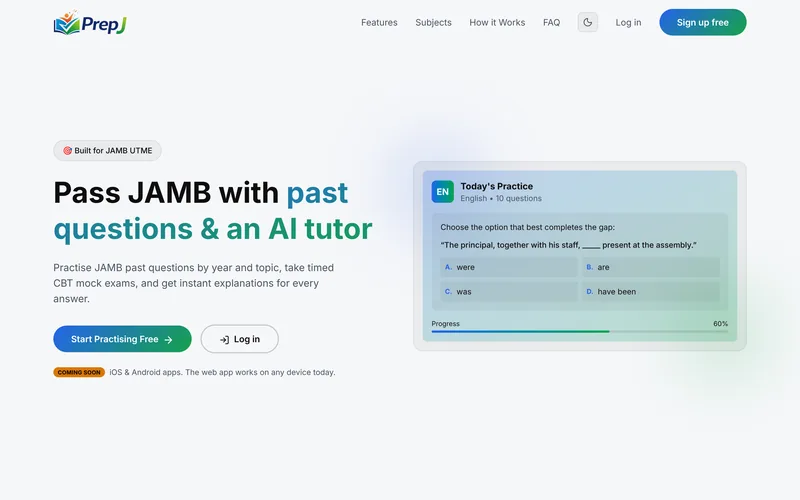 PrepJ
Features
Subjects
How it Works
FAQ
Log in
Sign up free
🎯 Built for JAMB UTME
Pass JAMB with past
questions & an AI tutor
Practise JAMB past questions by year and topic, take timed
CBT mock exams, and get instant explanations for every
answer.
Start Practising Free →
Log in
COMING SOON iOS & Android apps. The web app works on any device today.
EN
Today's Practice
English • 10 questions
Choose the option that best completes the gap:
"The principal, together with his staff, _____ present at the assembly."
A. were
B. are
C. was
D. have been
Progress
60%